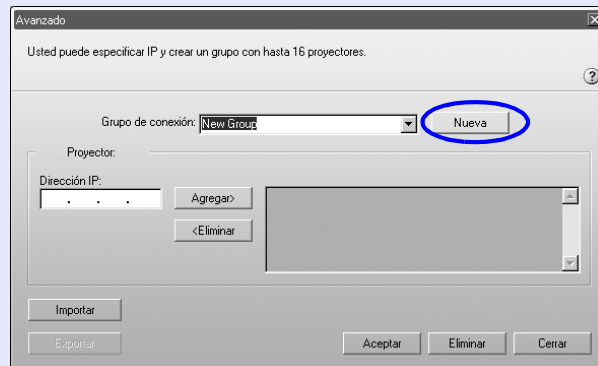 Avanzado
Usted puede especificar IP y crear un grupo con hasta 16 proyectores.
?
Grupo de conexión: New Group Nueva
Proyector:
Dirección IP:
. . . Agregar>
<Eliminar
Importar
Exportar Aceptar Eliminar Cerrar